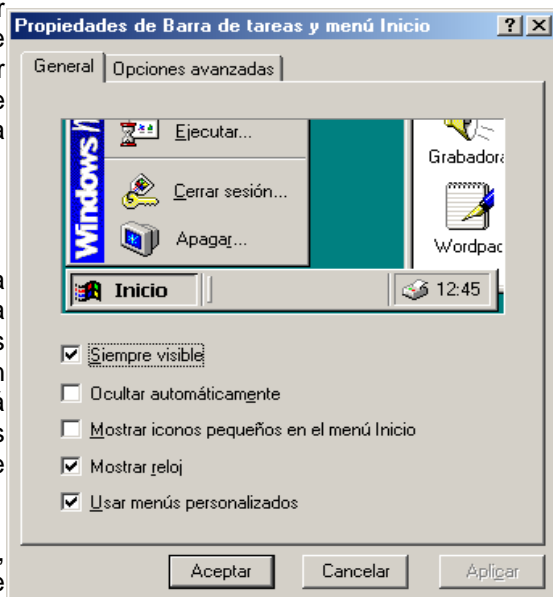 Propiedades de Barra de tareas y menú Inicio
General
Opciones avanzadas
Windows
Ejecutar...
Cerrar sesión...
Apagar...
Grabadora
Wordpad
Inicio
12:45
Siempre visible
Ocultar automáticamente
Mostrar iconos pequeños en el menú Inicio
Mostrar reloj
Usar menús personalizados
Aceptar
Cancelar
Aplicar